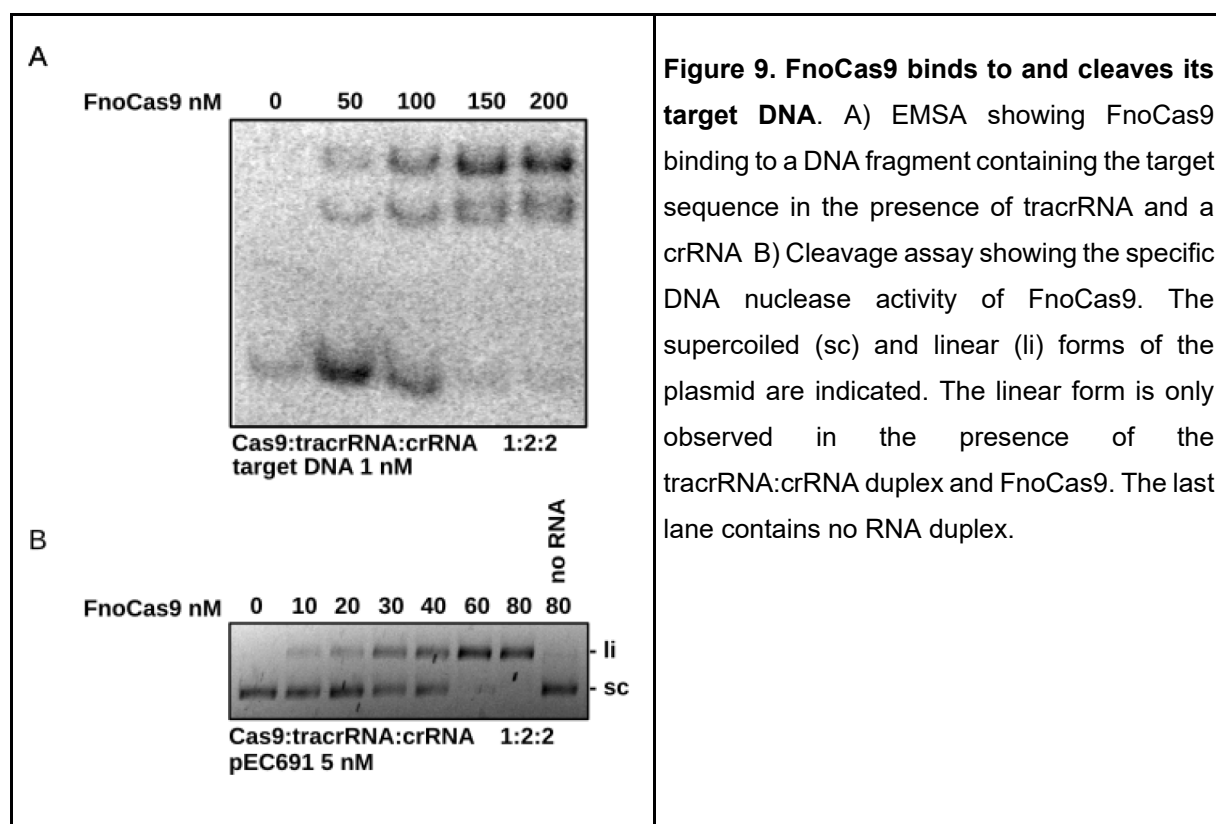 A
FnoCas9 nM 0 50 100 150 200
Cas9:tracrRNA:crRNA 1:2:2
target DNA 1 nM
B
no RNA
FnoCas9 nM 0 10 20 30 40 60 80 80
- li
- sc
Cas9:tracrRNA:crRNA 1:2:2
pEC691 5 nM
Figure 9. FnoCas9 binds to and cleaves its
target DNA. A) EMSA showing FnoCas9
binding to a DNA fragment containing the target
sequence in the presence of tracrRNA and a
crRNA B) Cleavage assay showing the specific
DNA nuclease activity of FnoCas9. The
supercoiled (sc) and linear (li) forms of the
plasmid are indicated. The linear form is only
observed in the presence of the
tracrRNA:crRNA duplex and FnoCas9. The last
lane contains no RNA duplex.